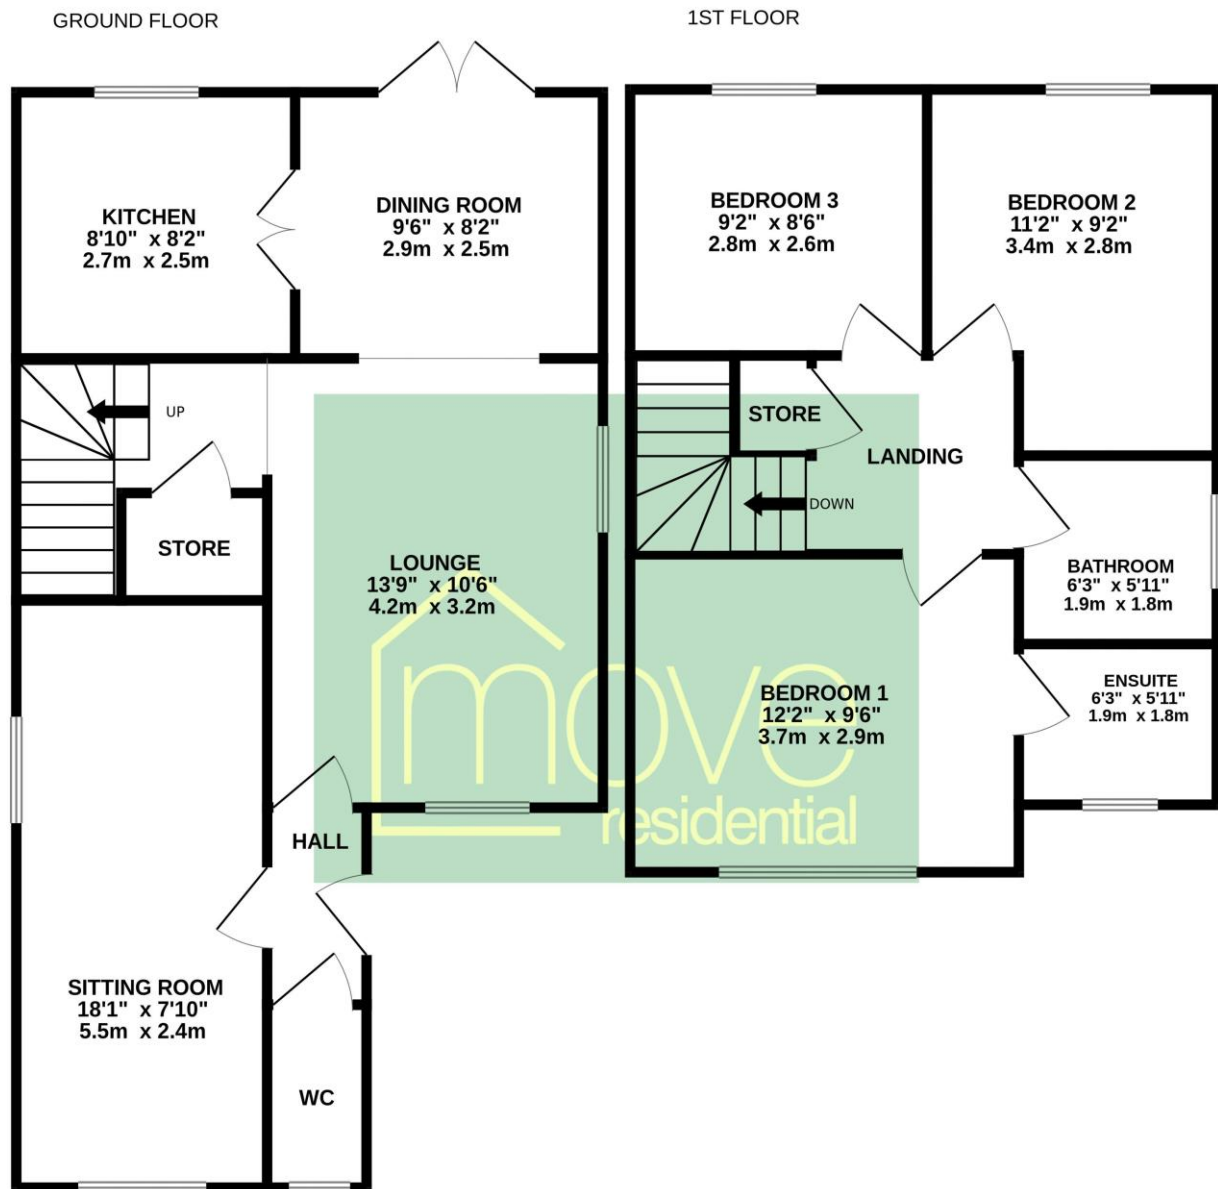 GROUND FLOOR
1ST FLOOR
KITCHEN
8'10" x 8'2"
2.7m x 2.5m
DINING ROOM
9'6" x 8'2"
2.9m x 2.5m
BEDROOM 3
9'2" x 8'6"
2.8m x 2.6m
BEDROOM 2
11'2" x 9'2"
3.4m x 2.8m
UP
STORE
STORE
LANDING
DOWN
LOUNGE
13'9" x 10'6"
4.2m x 3.2m
BATHROOM
6'3" x 5'11"
1.9m x 1.8m
BEDROOM 1
12'2" x 9'6"
3.7m x 2.9m
ENSUITE
6'3" x 5'11"
1.9m x 1.8m
move
residential
HALL
SITTING ROOM
18'1" x 7'10"
5.5m x 2.4m
WC